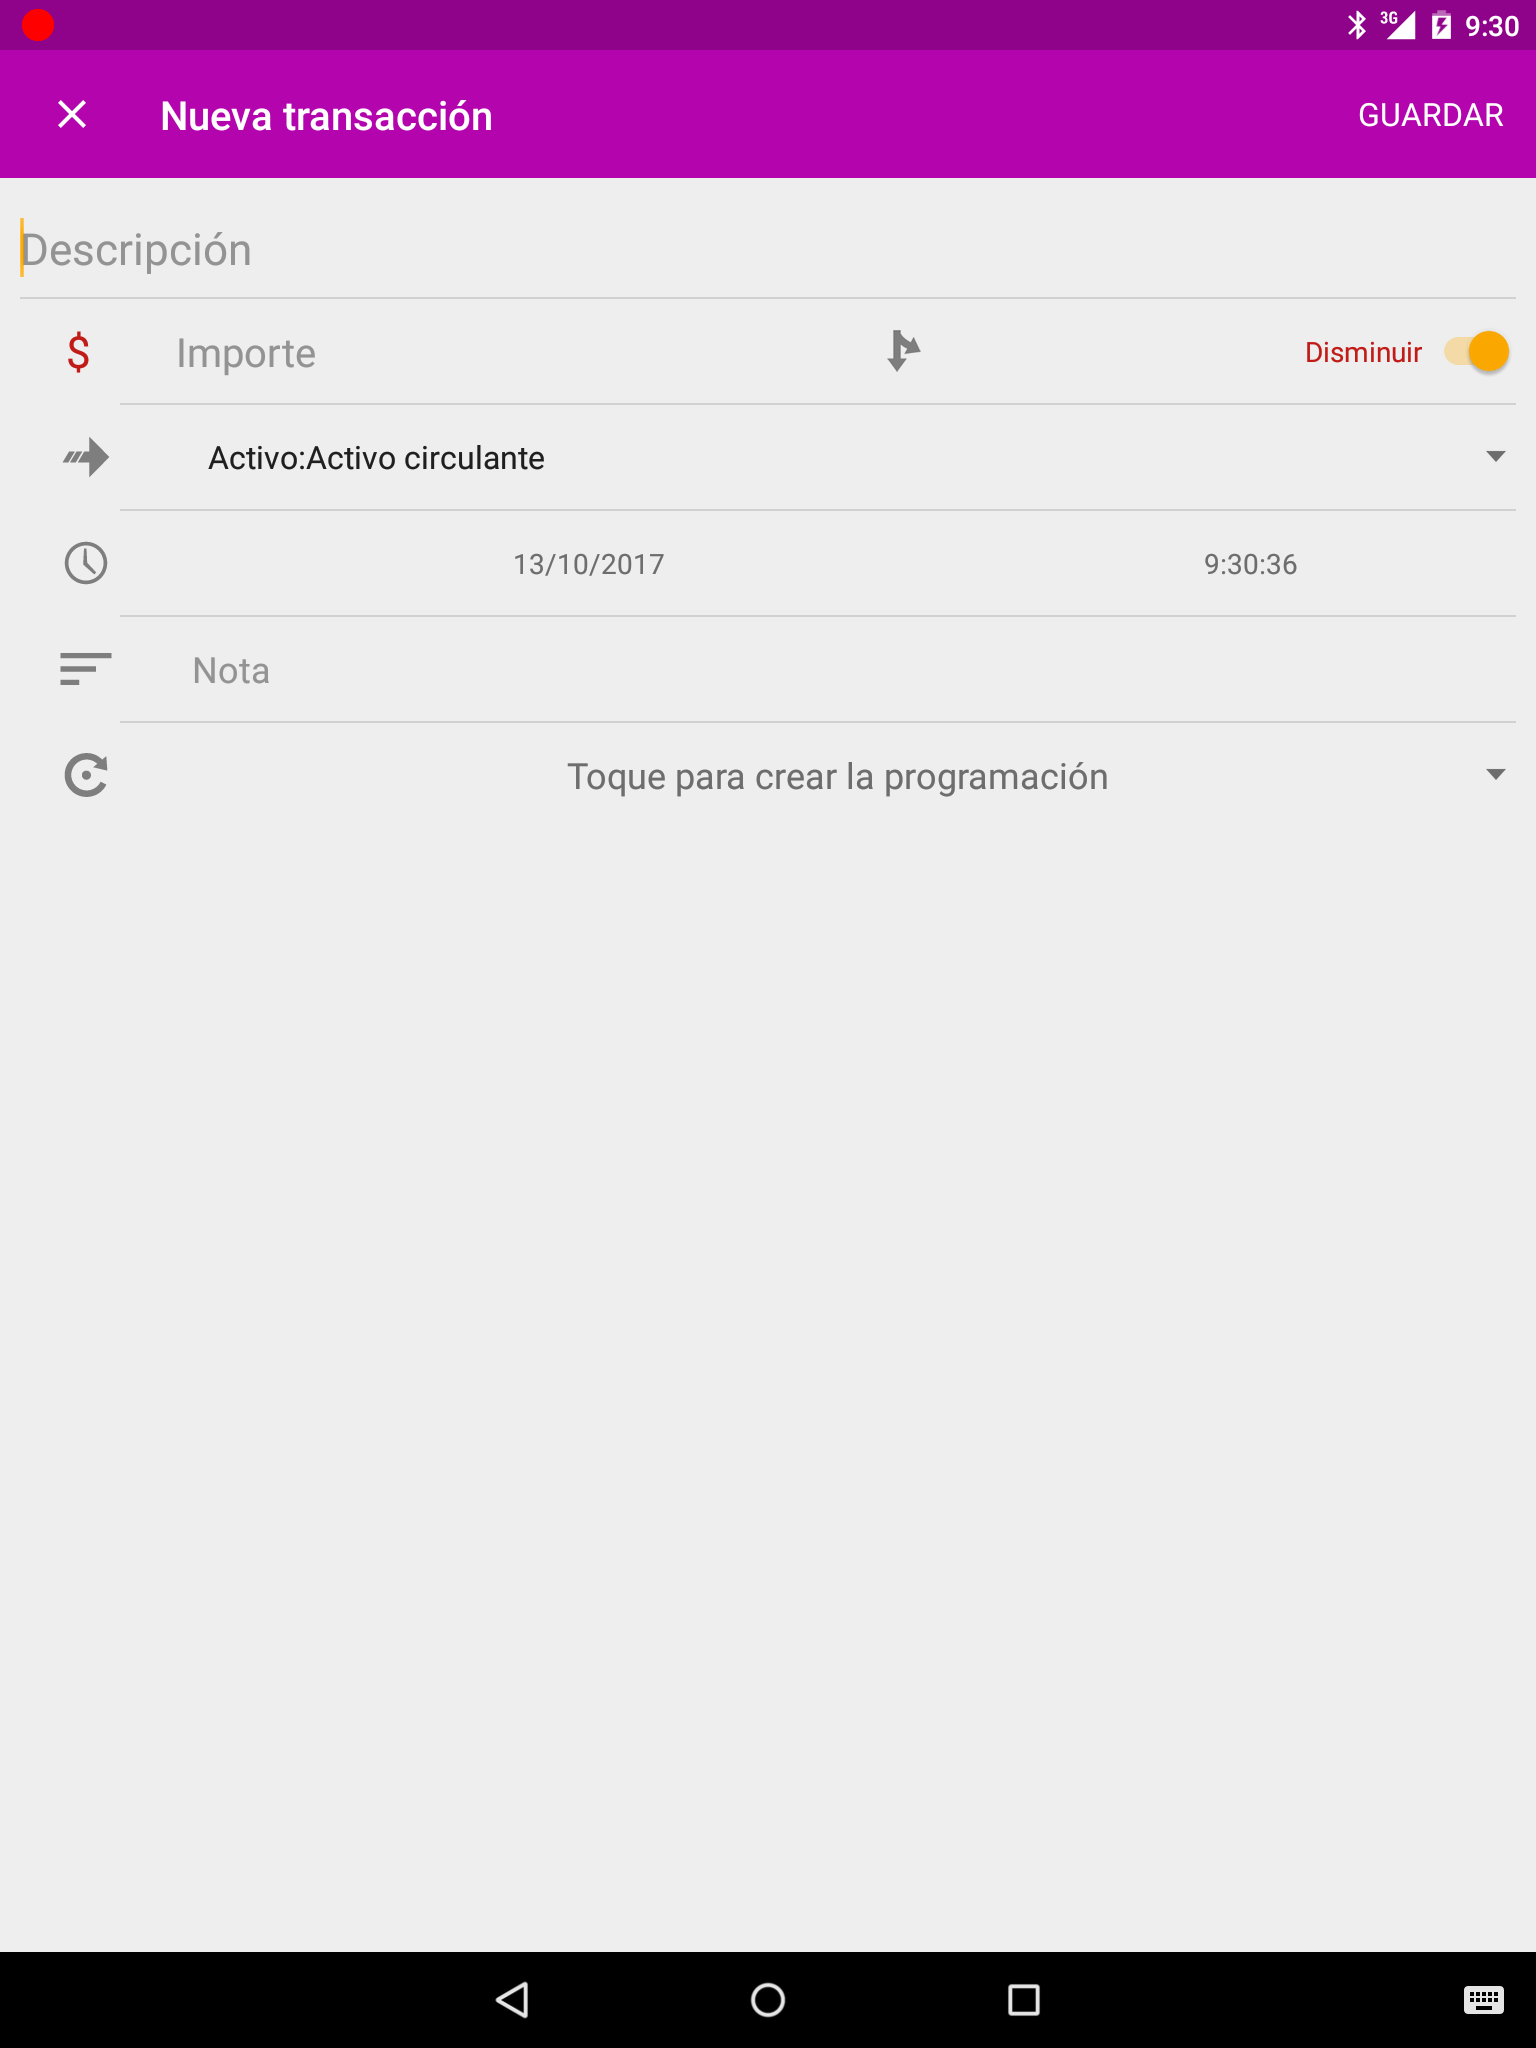 3G 9:30
Nueva transacción GUARDAR
Descripción
$ Importe Disminuir
Activo:Activo circulante
13/10/2017 9:30:36
Nota
Toque para crear la programación